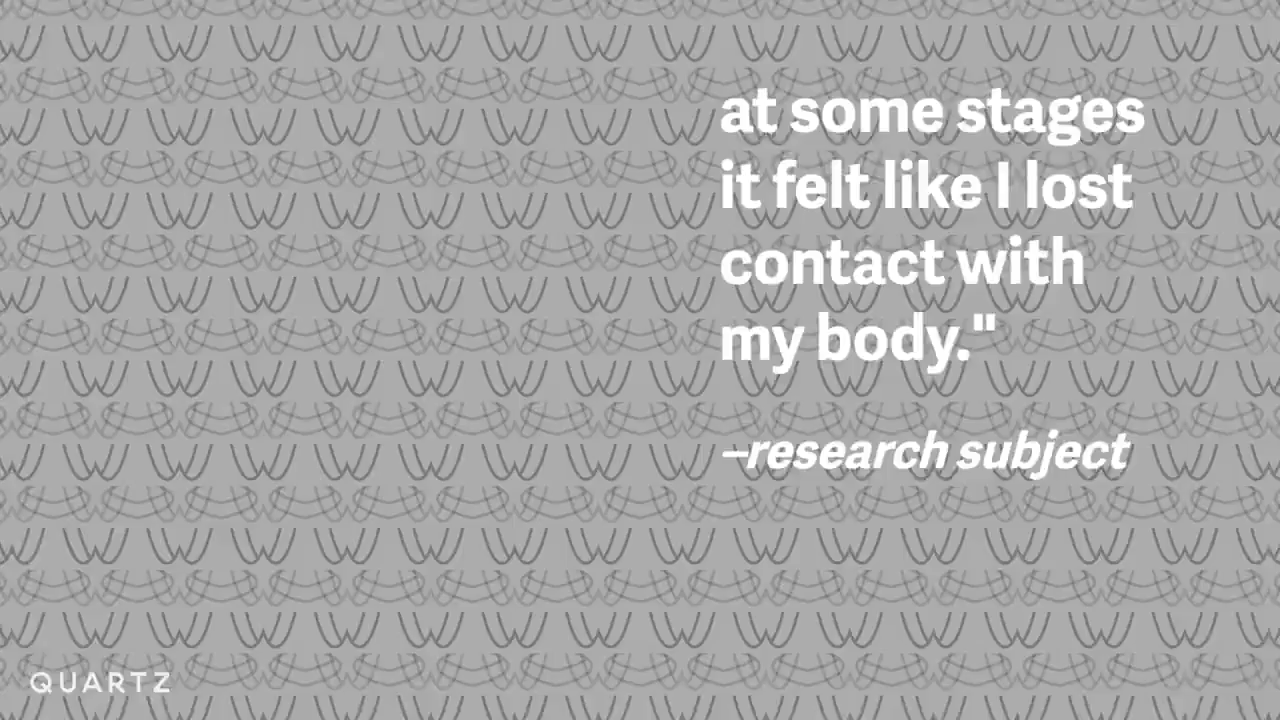 at some stages
it felt like I lost
contact with
my body."
–research subject
QUARTZ